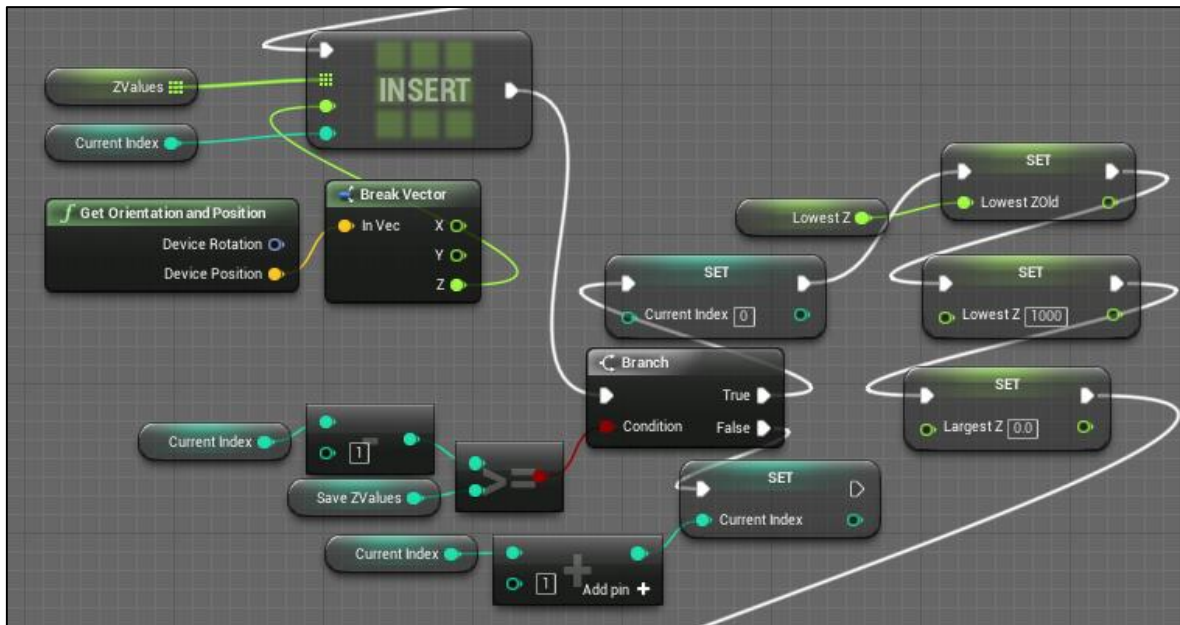 ZValues
INSERT
Current Index
Break Vector
In Vec
X
Y
Z
f Get Orientation and Position
Device Rotation
Device Position
SET
Lowest ZOld
Lowest Z
SET
Current Index 0
SET
Lowest Z 1000
Branch
True
Condition
False
SET
Largest Z 0.0
Current Index
-
1
>=
Save ZValues
SET
Current Index
Current Index
+
1
Add pin +